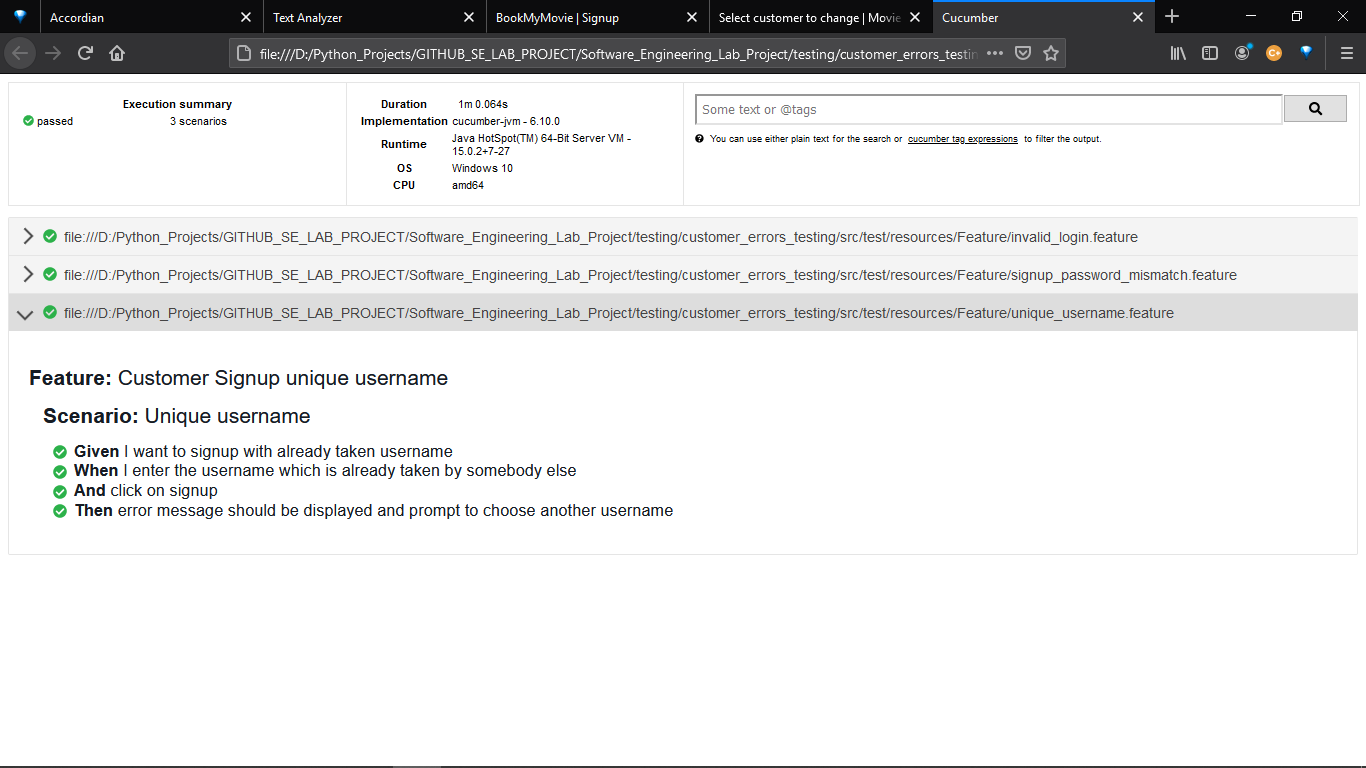 Accordian
Text Analyzer
BookMyMovie | Signup
Select customer to change | Movie
Cucumber
file:///D:/Python_Projects/GITHUB_SE_LAB_PROJECT/Software_Engineering_Lab_Project/testing/customer_errors_testin
Execution summary
passed 3 scenarios
Duration 1m 0.064s
Implementation cucumber-jvm - 6.10.0
Runtime Java HotSpot(TM) 64-Bit Server VM -
15.0.2+7-27
OS Windows 10
CPU amd64
Some text or @tags
You can use either plain text for the search or cucumber tag expressions to filter the output.
file:///D:/Python_Projects/GITHUB_SE_LAB_PROJECT/Software_Engineering_Lab_Project/testing/customer_errors_testing/src/test/resources/Feature/invalid_login.feature
file:///D:/Python_Projects/GITHUB_SE_LAB_PROJECT/Software_Engineering_Lab_Project/testing/customer_errors_testing/src/test/resources/Feature/signup_password_mismatch.feature
file:///D:/Python_Projects/GITHUB_SE_LAB_PROJECT/Software_Engineering_Lab_Project/testing/customer_errors_testing/src/test/resources/Feature/unique_username.feature
Feature: Customer Signup unique username
Scenario: Unique username
Given I want to signup with already taken username
When I enter the username which is already taken by somebody else
And click on signup
Then error message should be displayed and prompt to choose another username